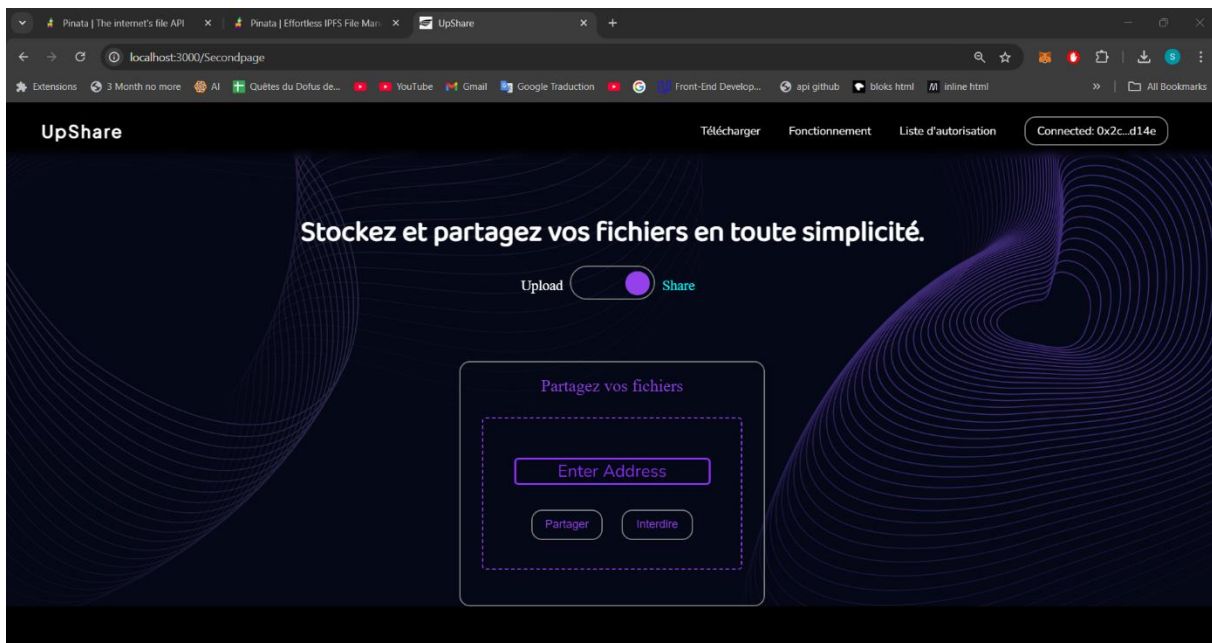 Pinata | The internet's file API
Pinata | Effortless IPFS File Man
UpShare
localhost:3000/Secondpage
S
Extensions
3 Month no more
AI
Quêtes du Dofus de...
YouTube
Gmail
Google Traduction
Front-End Develop...
api github
bloks html
inline html
»
All Bookmarks
UpShare
Télécharger
Fonctionnement
Liste d'autorisation
Connected: 0x2c...d14e
Stockez et partagez vos fichiers en toute simplicité.
Upload
Share
Partagez vos fichiers
Enter Address
Partager
Interdire